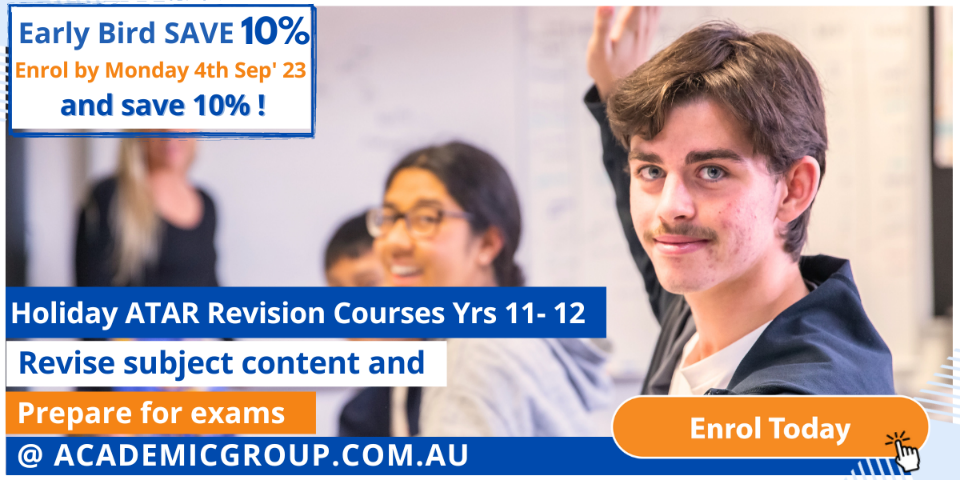 Early Bird SAVE 10%
Enrol by Monday 4th Sep' 23
and save 10% !
Holiday ATAR Revision Courses Yrs 11- 12
Revise subject content and
Prepare for exams
Enrol Today
@ ACADEMICGROUP.COM.AU